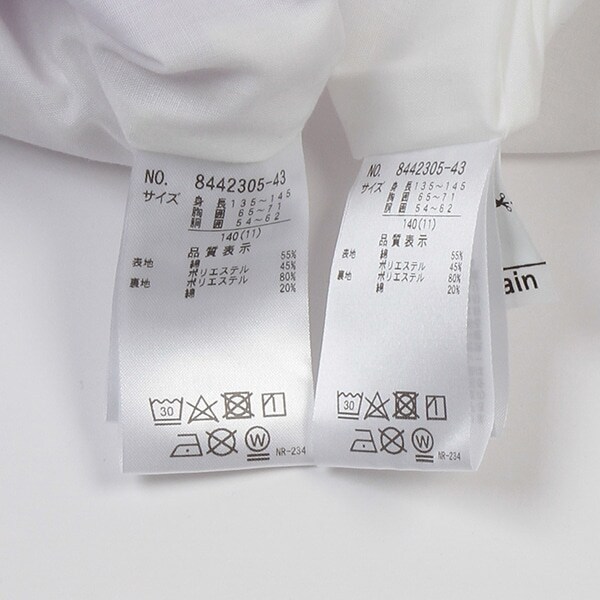 NO. 8442305-43
サイズ 身長 135～145
胸囲 65～71
胴囲 54～62
140(11)
品質表示
表地 綿 55%
ポリエステル 45%
裏地 ポリエステル 80%
綿 20%
30
W
NR-234
NO. 8442305-43
サイズ 身長 135～145
胸囲 65～71
胴囲 54～62
140(11)
品質表示
表地 綿 55%
ポリエステル 45%
裏地 ポリエステル 80%
綿 20%
30
W
NR-234
ain